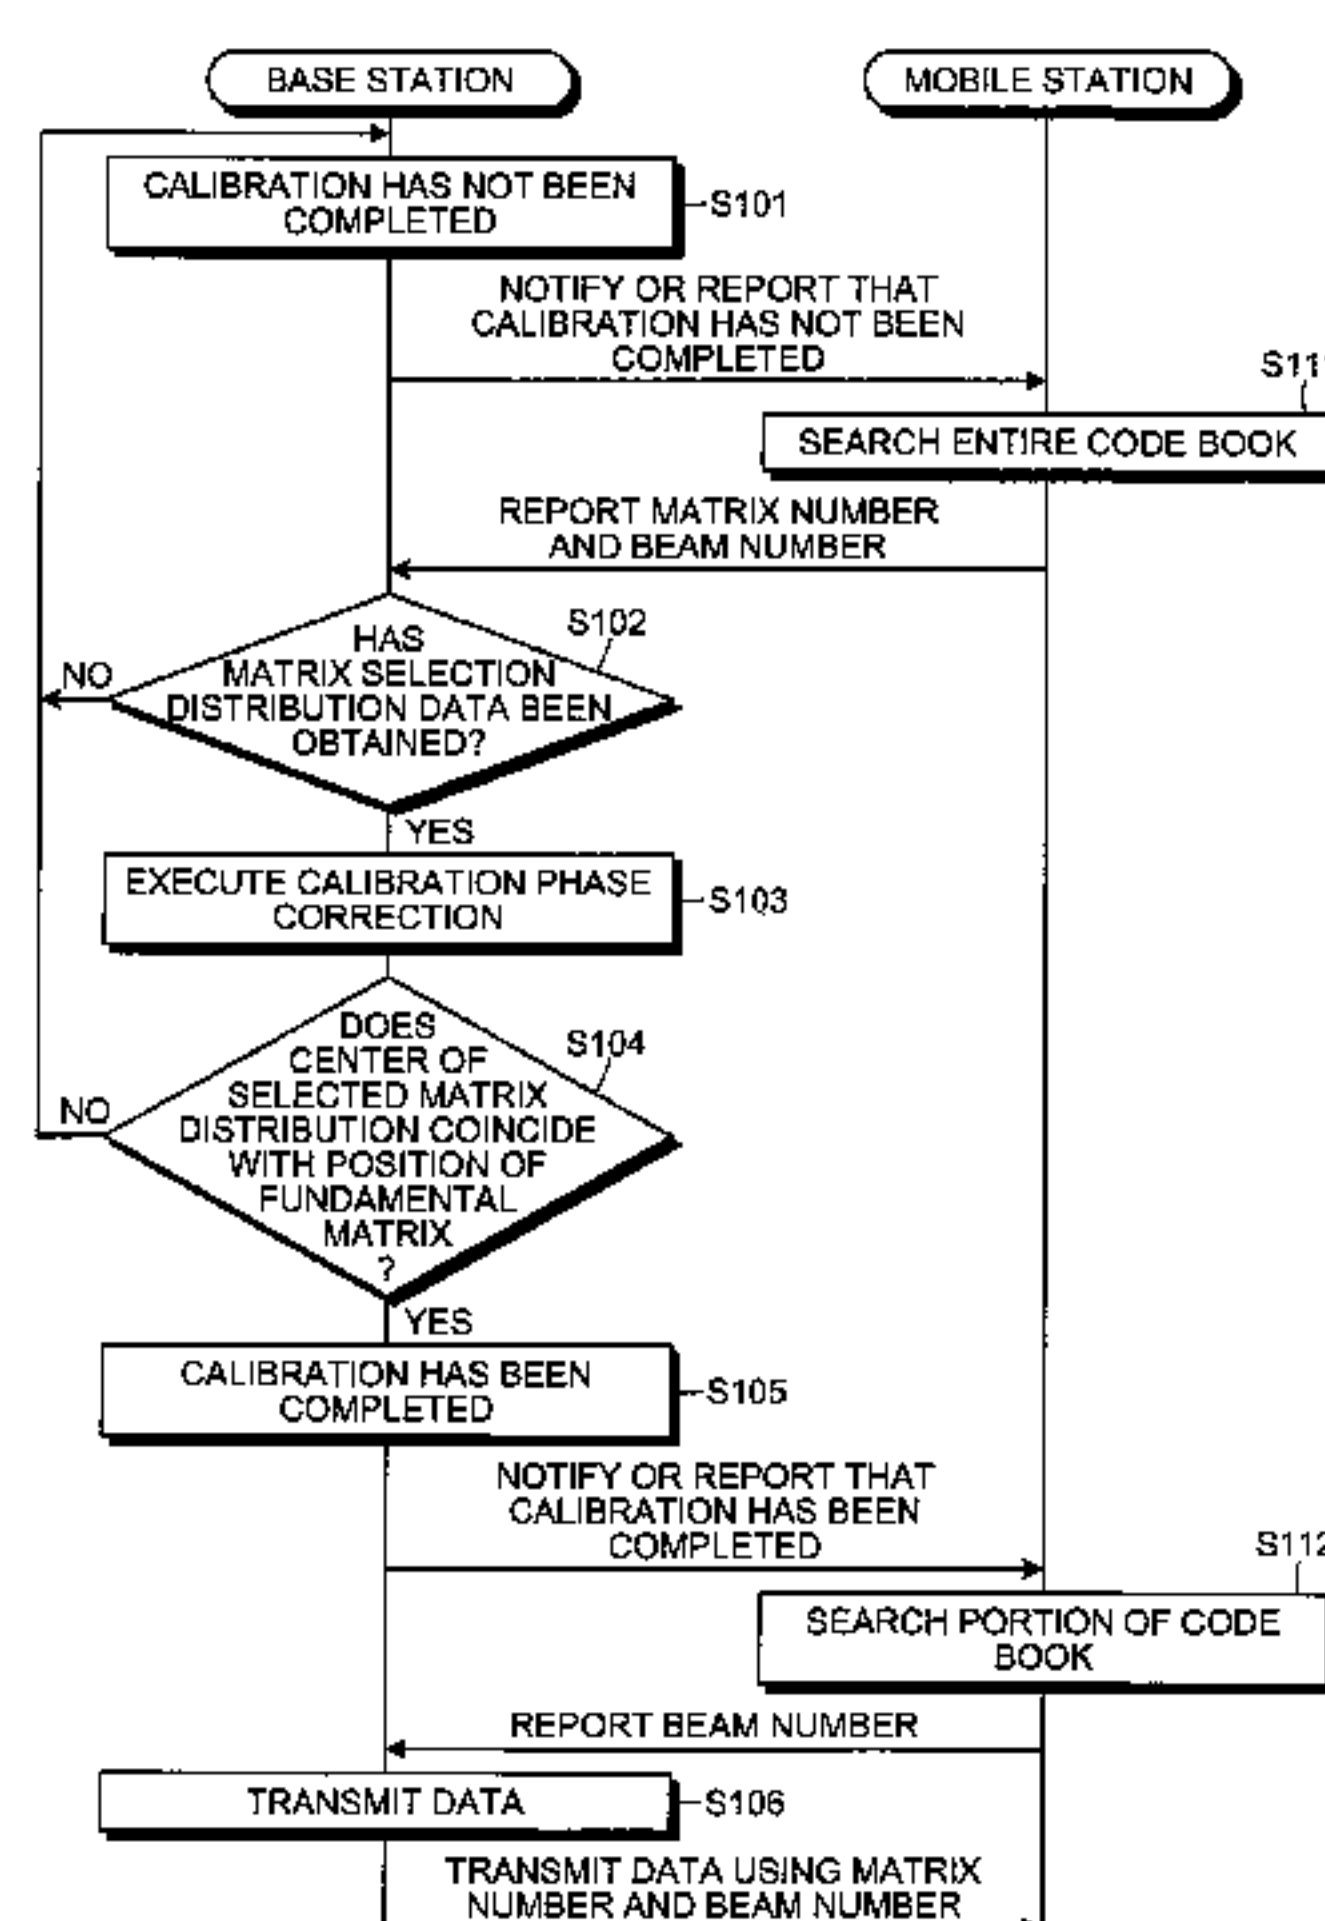 BASE STATION
MOBILE STATION
CALIBRATION HAS NOT BEEN
COMPLETED
S101
NOTIFY OR REPORT THAT
CALIBRATION HAS NOT BEEN
COMPLETED
SEARCH ENTIRE CODE BOOK
REPORT MATRIX NUMBER
AND BEAM NUMBER
S102
HAS
MATRIX SELECTION
DISTRIBUTION DATA BEEN
OBTAINED?
NO
YES
EXECUTE CALIBRATION PHASE
CORRECTION
S103
S104
DOES
CENTER OF
SELECTED MATRIX
DISTRIBUTION COINCIDE
WITH POSITION OF
FUNDAMENTAL
MATRIX
?
NO
YES
CALIBRATION HAS BEEN
COMPLETED
S105
NOTIFY OR REPORT THAT
CALIBRATION HAS BEEN
COMPLETED
S112
SEARCH PORTION OF CODE
BOOK
REPORT BEAM NUMBER
TRANSMIT DATA
S106
TRANSMIT DATA USING MATRIX
NUMBER AND BEAM NUMBER